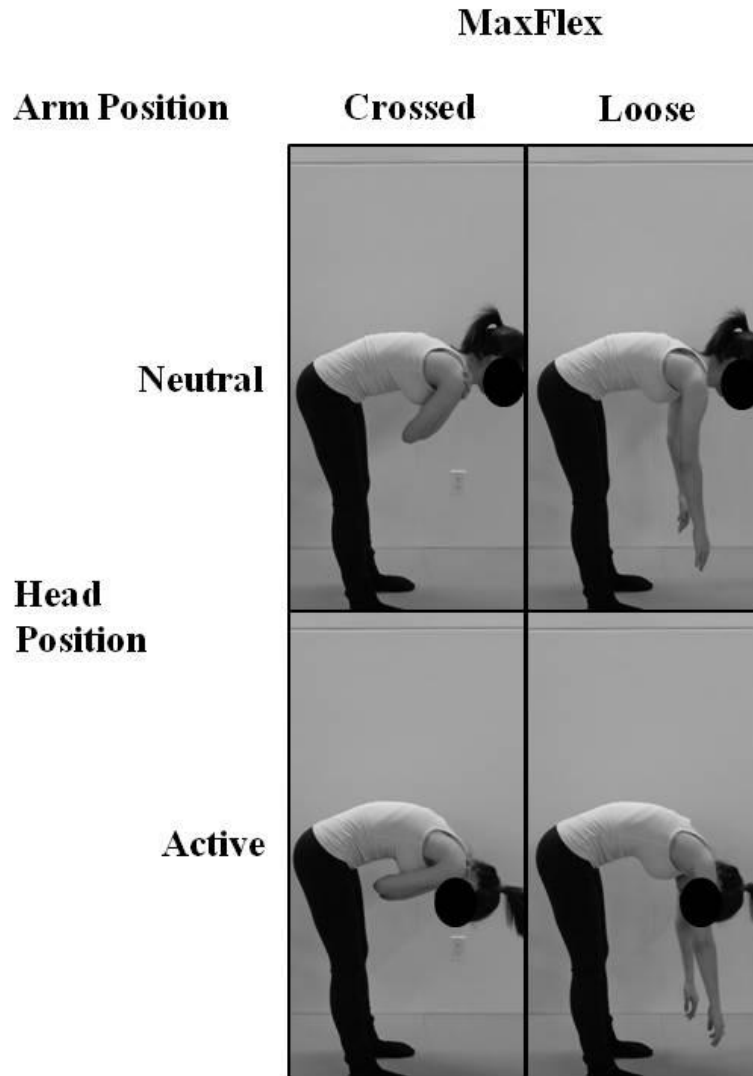 MaxFlex
Arm Position
Crossed
Loose
Neutral
Head
Position
Active